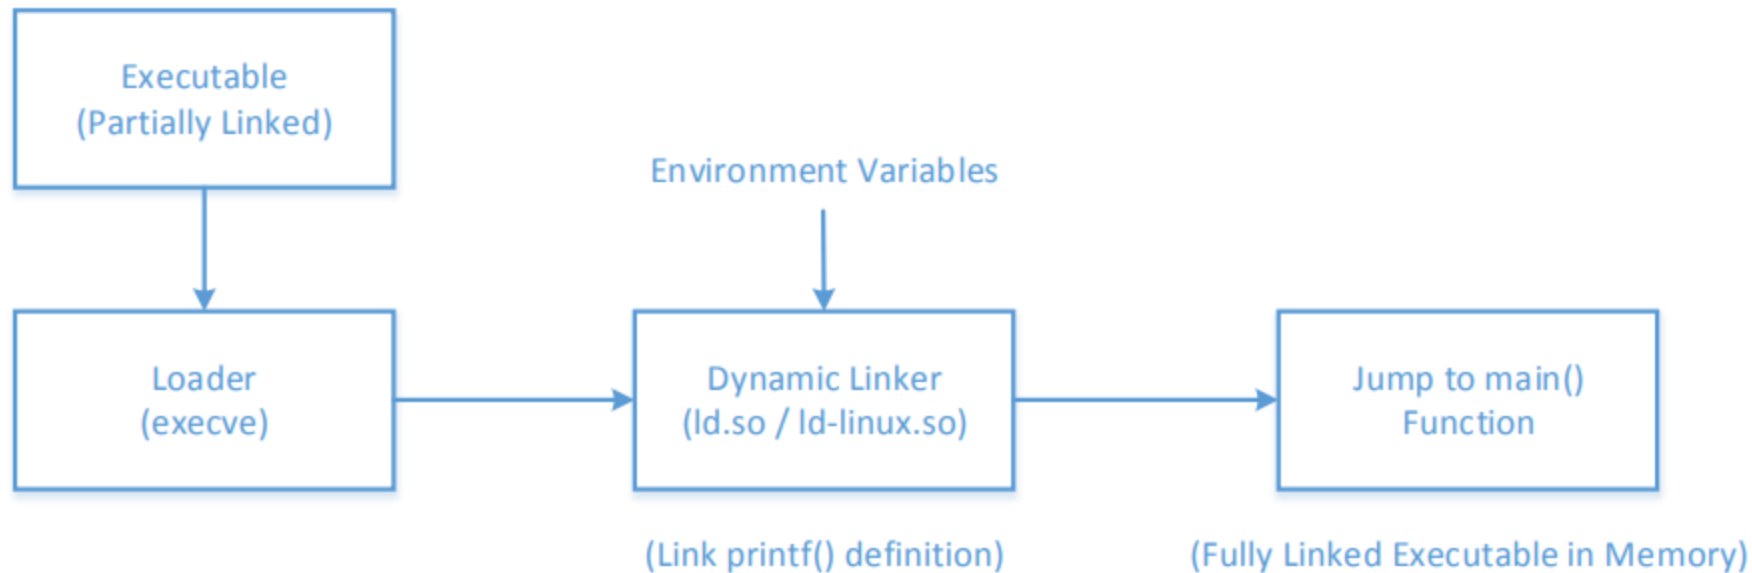 Executable
(Partially Linked)
Environment Variables
Loader
(execve)
Dynamic Linker
(ld.so / ld-linux.so)
Jump to main()
Function
(Link printf() definition)
(Fully Linked Executable in Memory)